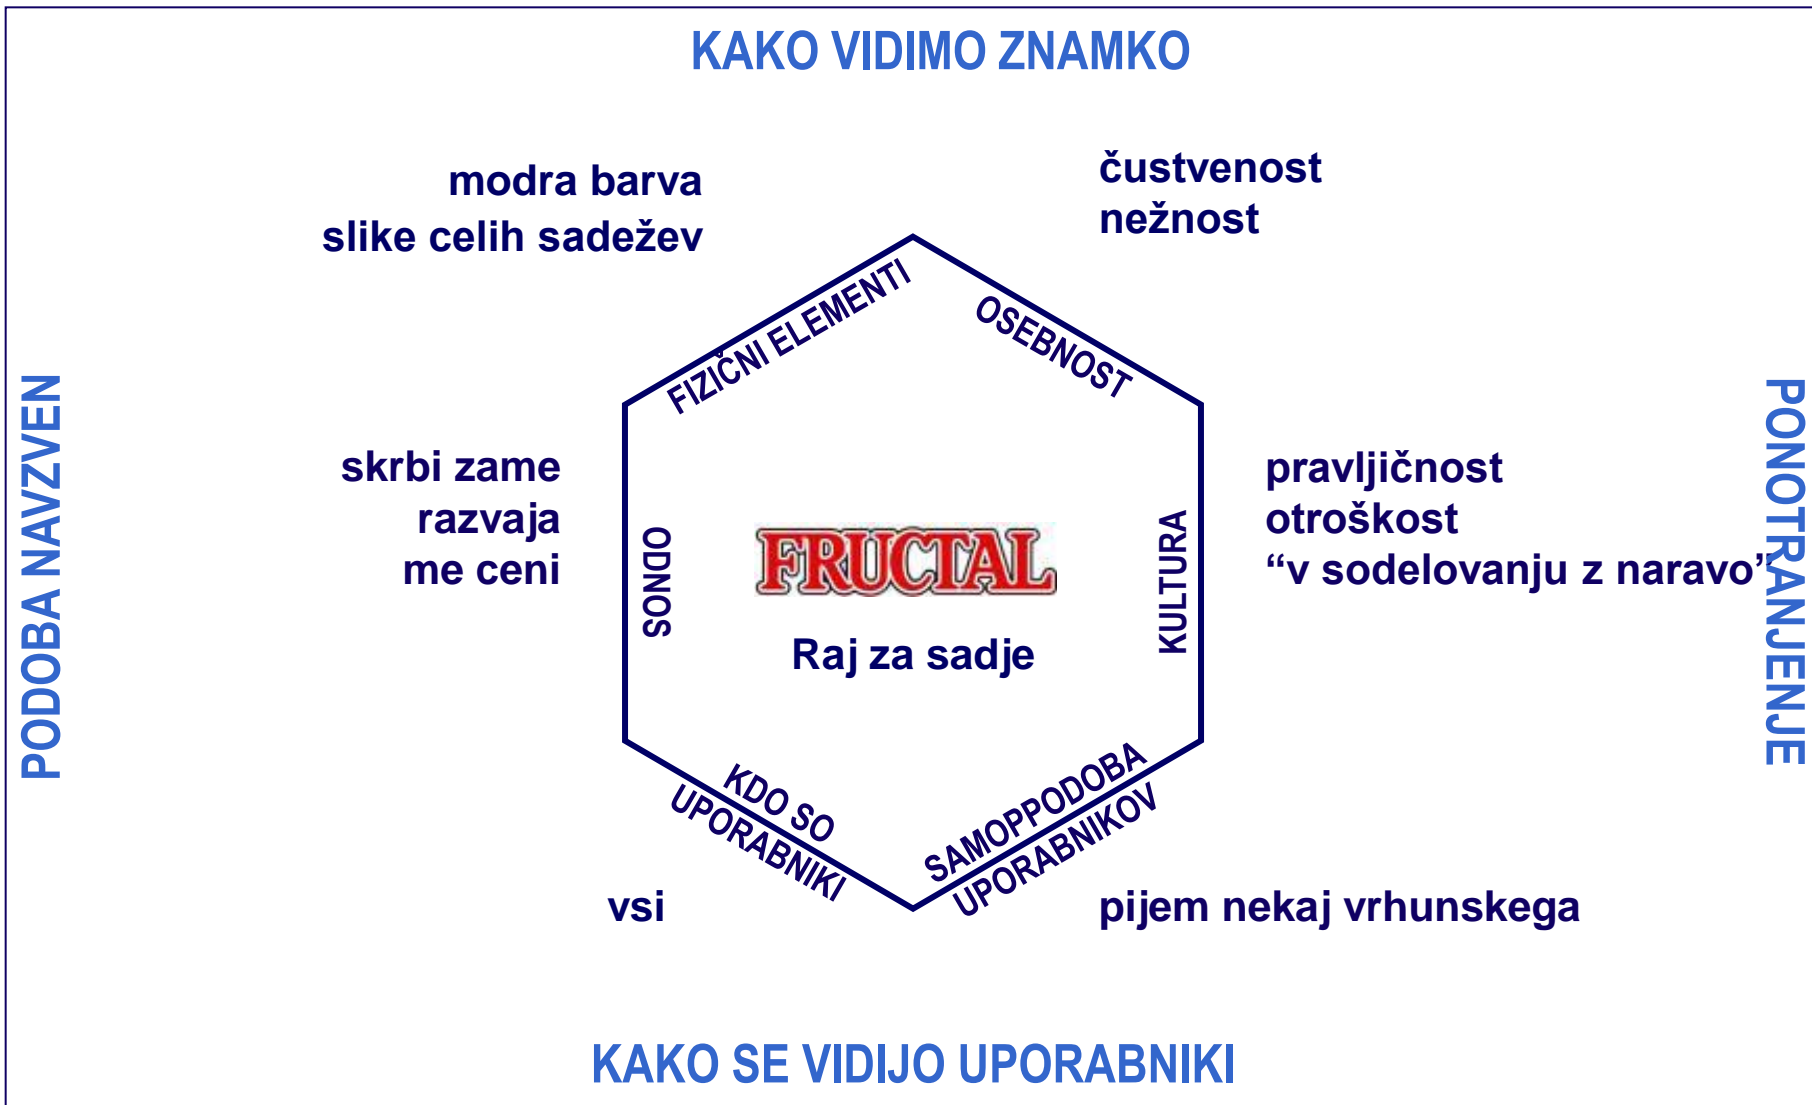 KAKO VIDIMO ZNAMKO
modra barva
slike celih sadežev
čustvenost
nežnost
FIZIČNI ELEMENTI
OSEBNOST
PODOBA NAVZVEN
skrbi zame
razvaja
me ceni
ODNOS
FRUCTAL
Raj za sadje
KULTURA
pravljičnost
otroškost
“v sodelovanju z naravo”
PONOTRANJENJE
KDO SO
UPORABNIKI
SAMOPPODOBA
UPORABNIKOV
vsi
pijem nekaj vrhunskega
KAKO SE VIDIJO UPORABNIKI